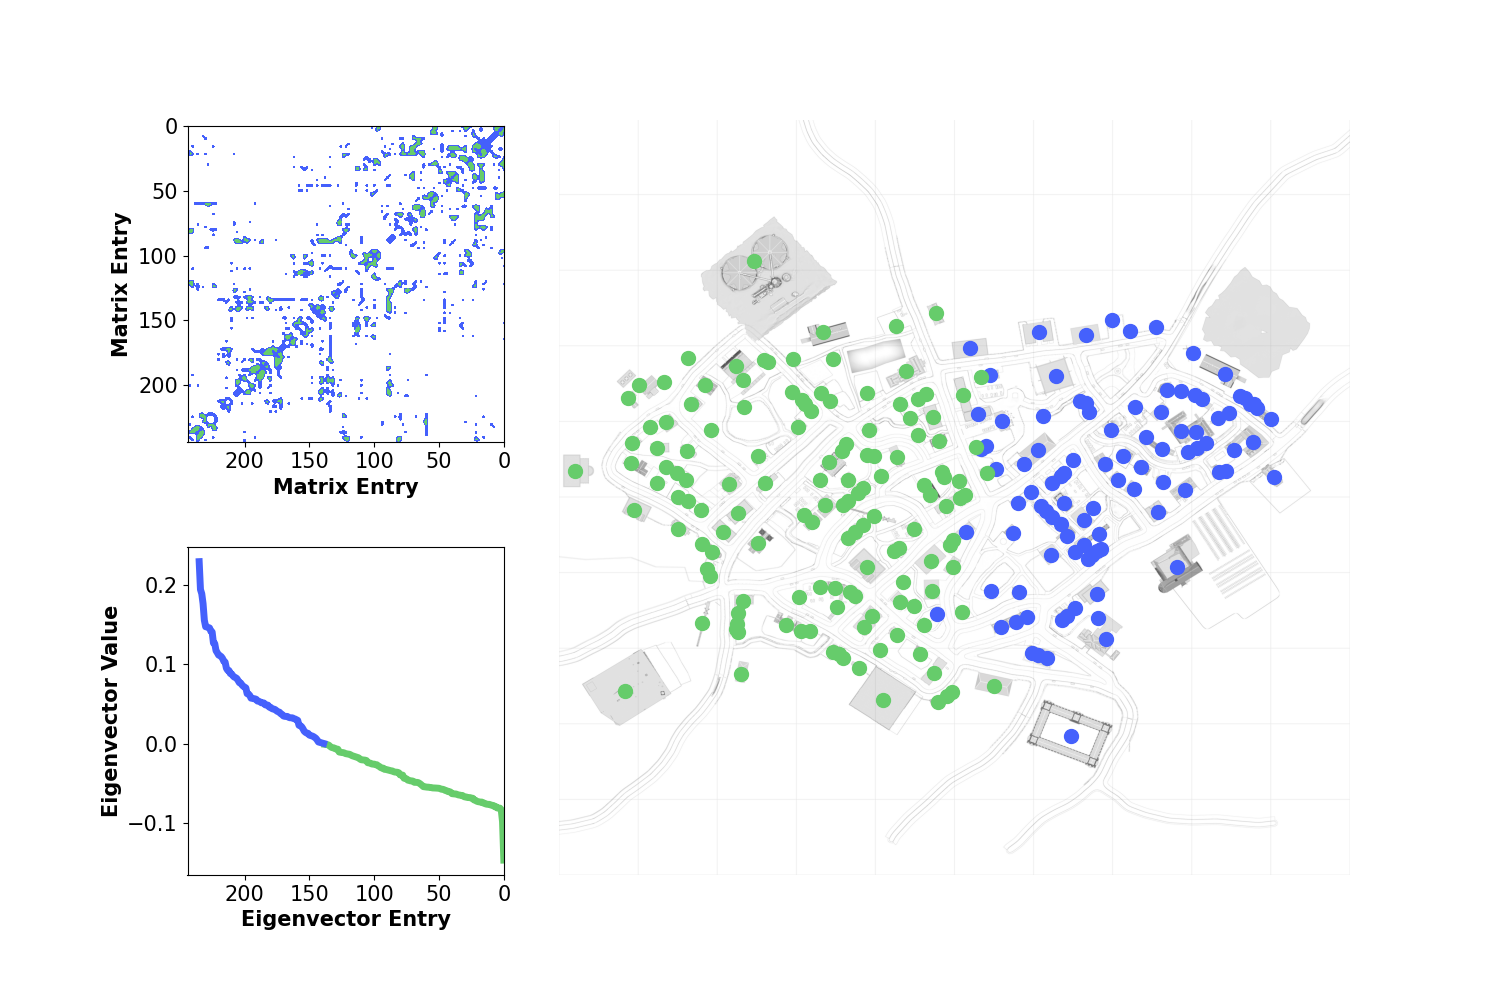 0
50
100
150
200
Matrix Entry
200 150 100 50 0
Matrix Entry
0.2
0.1
0.0
−0.1
Eigenvector Value
200 150 100 50 0
Eigenvector Entry